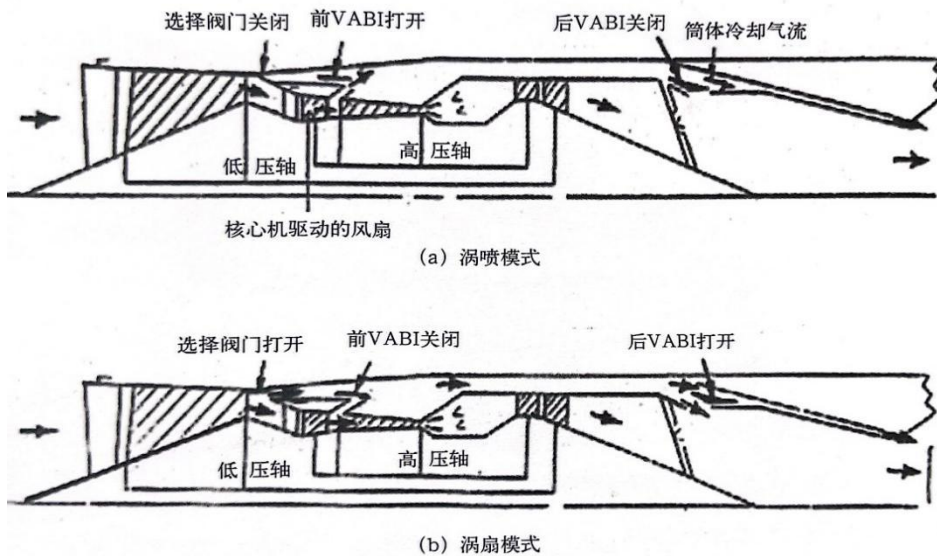 选择阀门关闭
前VABI打开
后VABI关闭
筒体冷却气流
低 压轴
高 压轴
核心机驱动的风扇
(a) 涡喷模式
选择阀门打开
前VABI关闭
后VABI打开
低 压轴
高 压轴
(b) 涡扇模式